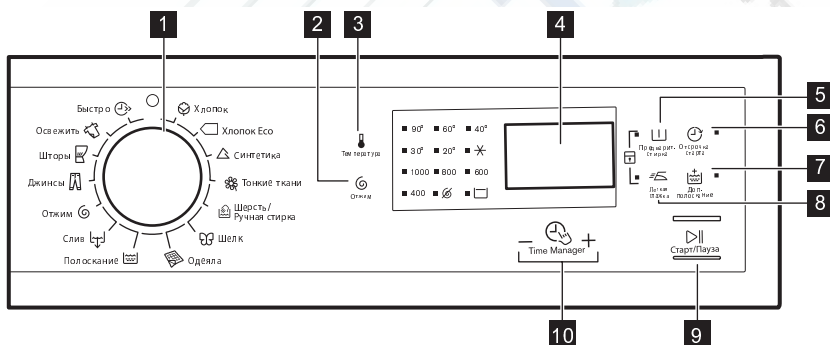 1
2
3
4
5
6
7
8
9
10
Быстро
Освежить
Шторы
Джинсы
Отжим
Слив
Полоскание
Хлопок
Хлопок Eco
Синтетика
Тонкие ткани
Шерсть/
Ручная стирка
Шелк
Одеяла
Температура
Отжим
90° 60° 40°
30° 20°
1000 800 600
400
Предварит.
стирка
Отсрочка
старта
Легкая
глажка
Доп.
полоскание
− +
Time Manager
Старт/Пауза